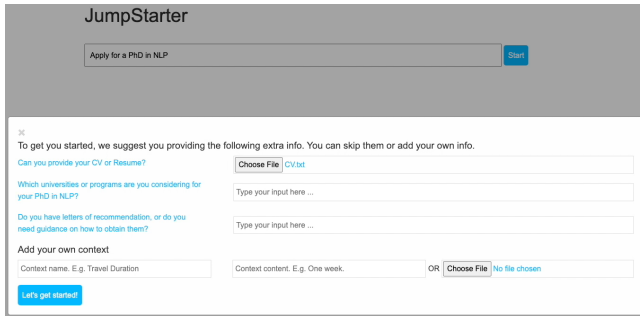 JumpStarter
Apply for a PhD in NLP Start
×
To get you started, we suggest you providing the following extra info. You can skip them or add your own info.
Can you provide your CV or Resume? Choose File CV.txt
Which universities or programs are you considering for
your PhD in NLP? Type your input here ...
Do you have letters of recommendation, or do you
need guidance on how to obtain them? Type your input here ...
Add your own context
Context name. E.g. Travel Duration Context content. E.g. One week. OR Choose File No file chosen
Let's get started!